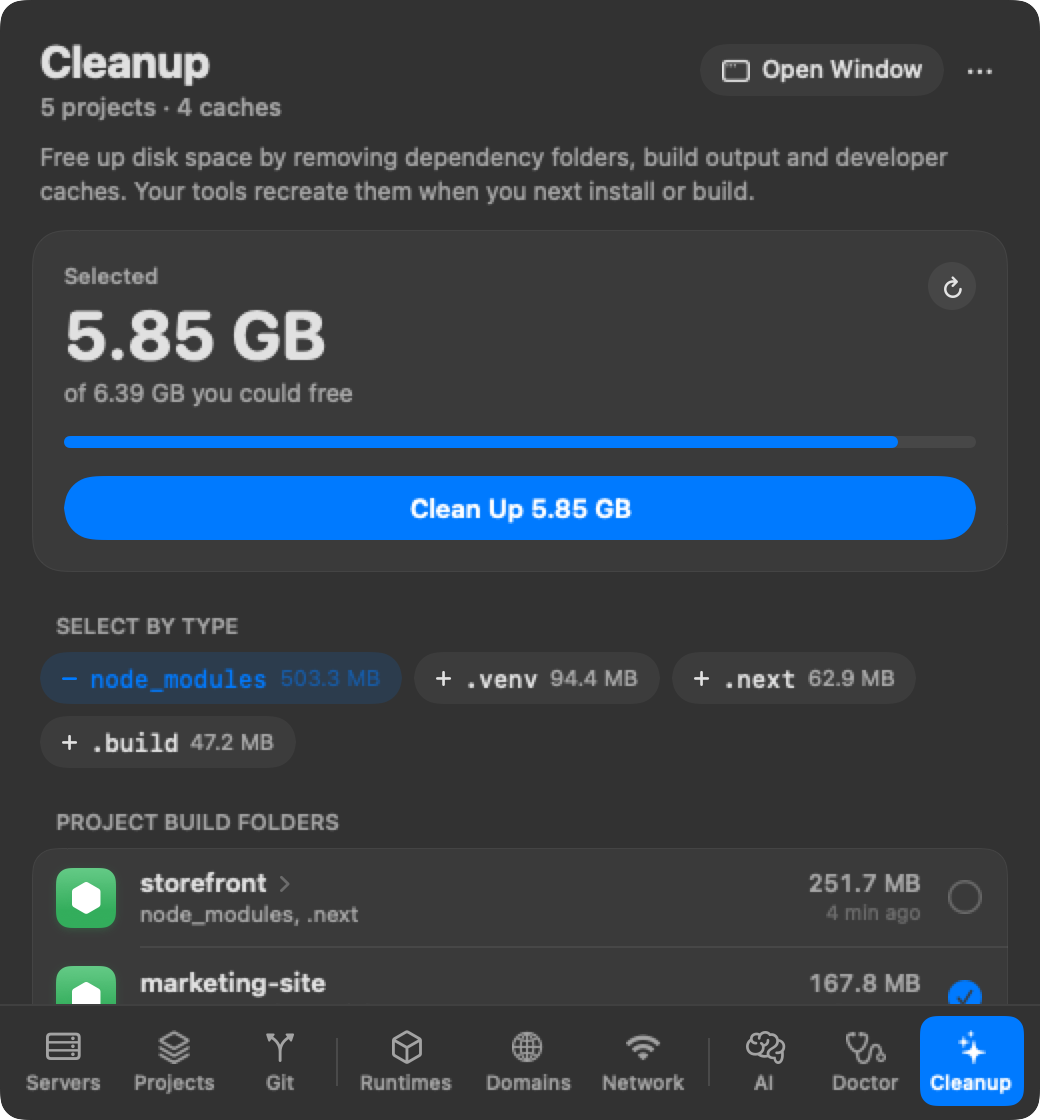 Cleanup
5 projects · 4 caches
Open Window
Free up disk space by removing dependency folders, build output and developer
caches. Your tools recreate them when you next install or build.
Selected
5.85 GB
of 6.39 GB you could free
Clean Up 5.85 GB
SELECT BY TYPE
− node_modules 503.3 MB
+ .venv 94.4 MB
+ .next 62.9 MB
+ .build 47.2 MB
PROJECT BUILD FOLDERS
storefront
251.7 MB
node_modules, .next
4 min ago
marketing-site
167.8 MB
Servers
Projects
Git
Runtimes
Domains
Network
AI
Doctor
Cleanup